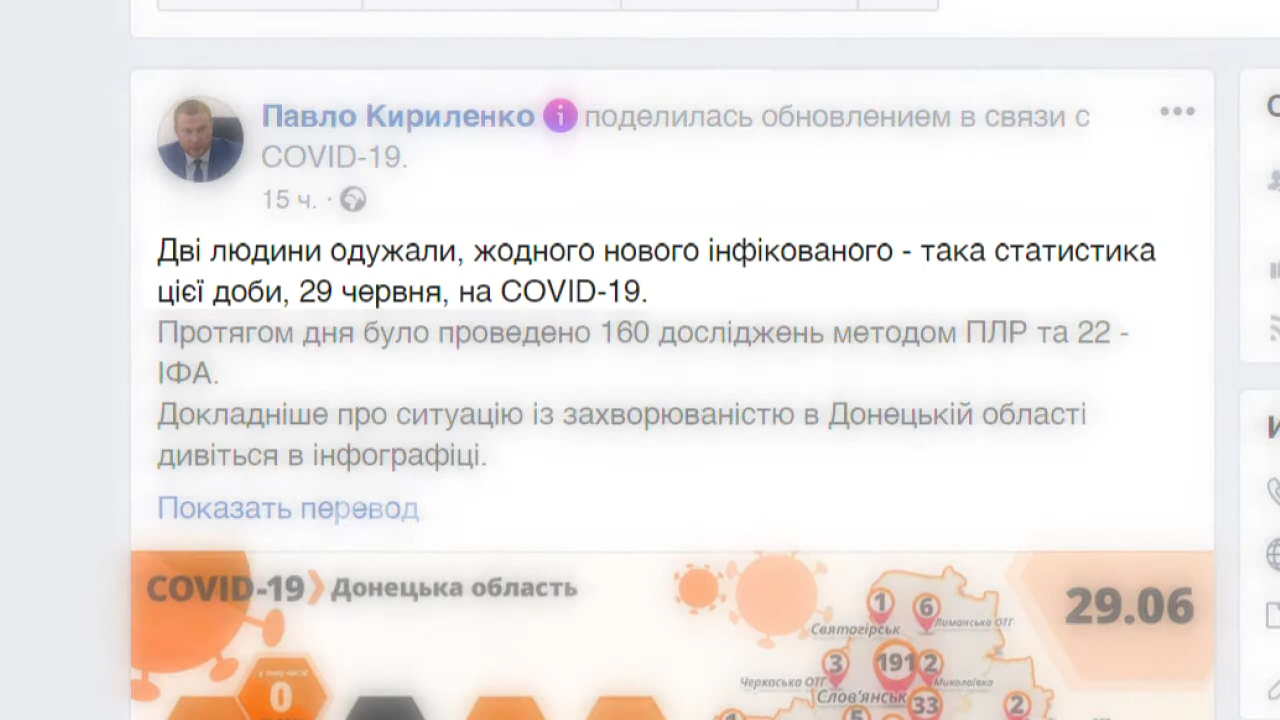 Павло Кириленко i поделилась обновлением в связи с
COVID-19.
15 ч. ·
Дві людини одужали, жодного нового інфікованого - така статистика
цієї доби, 29 червня, на COVID-19.
Протягом дня було проведено 160 досліджень методом ПЛР та 22 -
ІФА.
Докладніше про ситуацію із захворюваністю в Донецькій області
дивіться в інфографіці.
Показать перевод
COVID-19 Донецька область
29.06
1
6
Святогірськ
Лиманська ОТГ
3
191
2
Черкаська ОТГ
Миколаївка
Слов'янськ
33
2
5
0